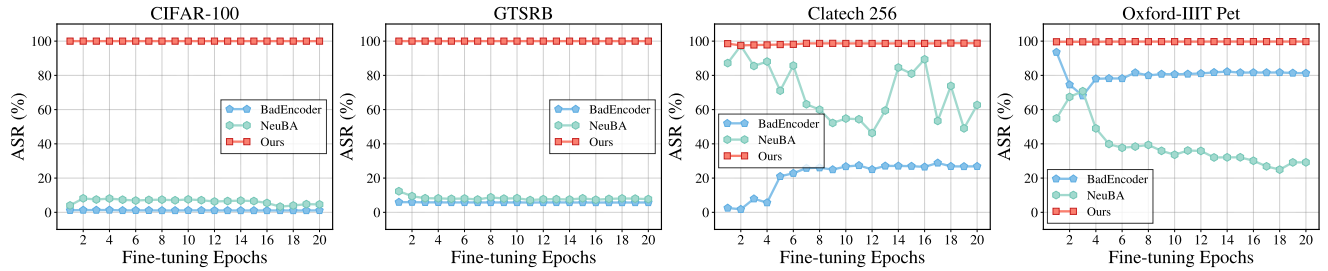 CIFAR-100
100
80
60
40
20
0
ASR (%)
BadEncoder
NeuBA
Ours
2 4 6 8 10 12 14 16 18 20
Fine-tuning Epochs
GTSRB
100
80
60
40
20
0
ASR (%)
BadEncoder
NeuBA
Ours
2 4 6 8 10 12 14 16 18 20
Fine-tuning Epochs
Clatech 256
100
80
60
40
20
0
ASR (%)
BadEncoder
NeuBA
Ours
2 4 6 8 10 12 14 16 18 20
Fine-tuning Epochs
Oxford-IIIT Pet
100
80
60
40
20
0
ASR (%)
BadEncoder
NeuBA
Ours
2 4 6 8 10 12 14 16 18 20
Fine-tuning Epochs